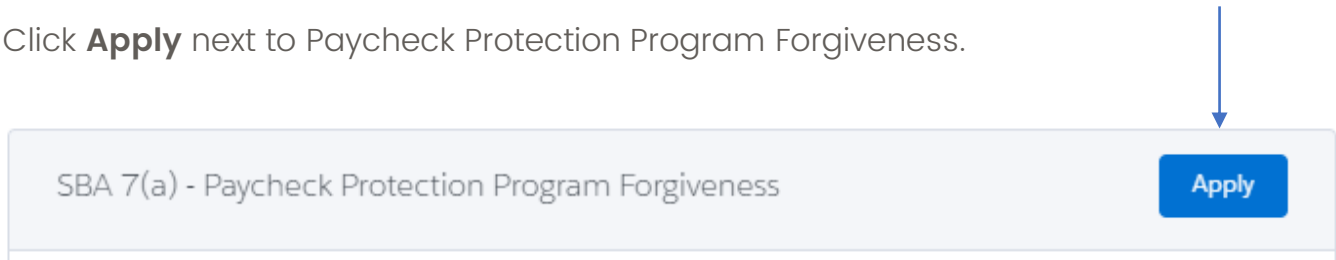 Click Apply next to Paycheck Protection Program Forgiveness.
SBA 7(a) - Paycheck Protection Program Forgiveness
Apply